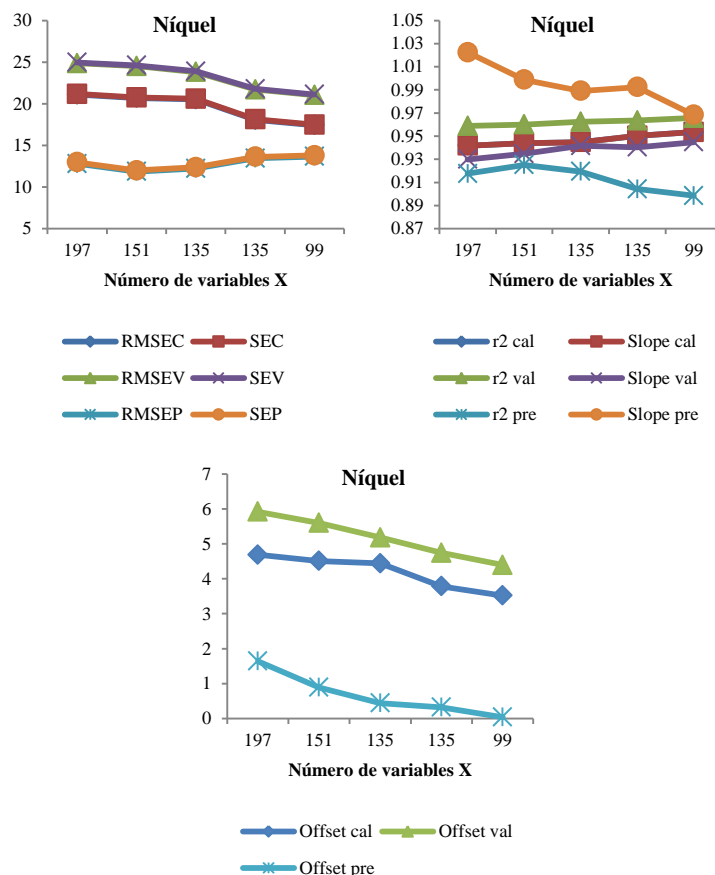 Níquel
30
25
20
15
10
5
197 151 135 135 99
Número de variables X
RMSEC SEC
RMSEV SEV
RMSEP SEP
Níquel
1.05
1.03
1.01
0.99
0.97
0.95
0.93
0.91
0.89
0.87
197 151 135 135 99
Número de variables X
r2 cal Slope cal
r2 val Slope val
r2 pre Slope pre
Níquel
7
6
5
4
3
2
1
0
197 151 135 135 99
Número de variables X
Offset cal Offset val
Offset pre